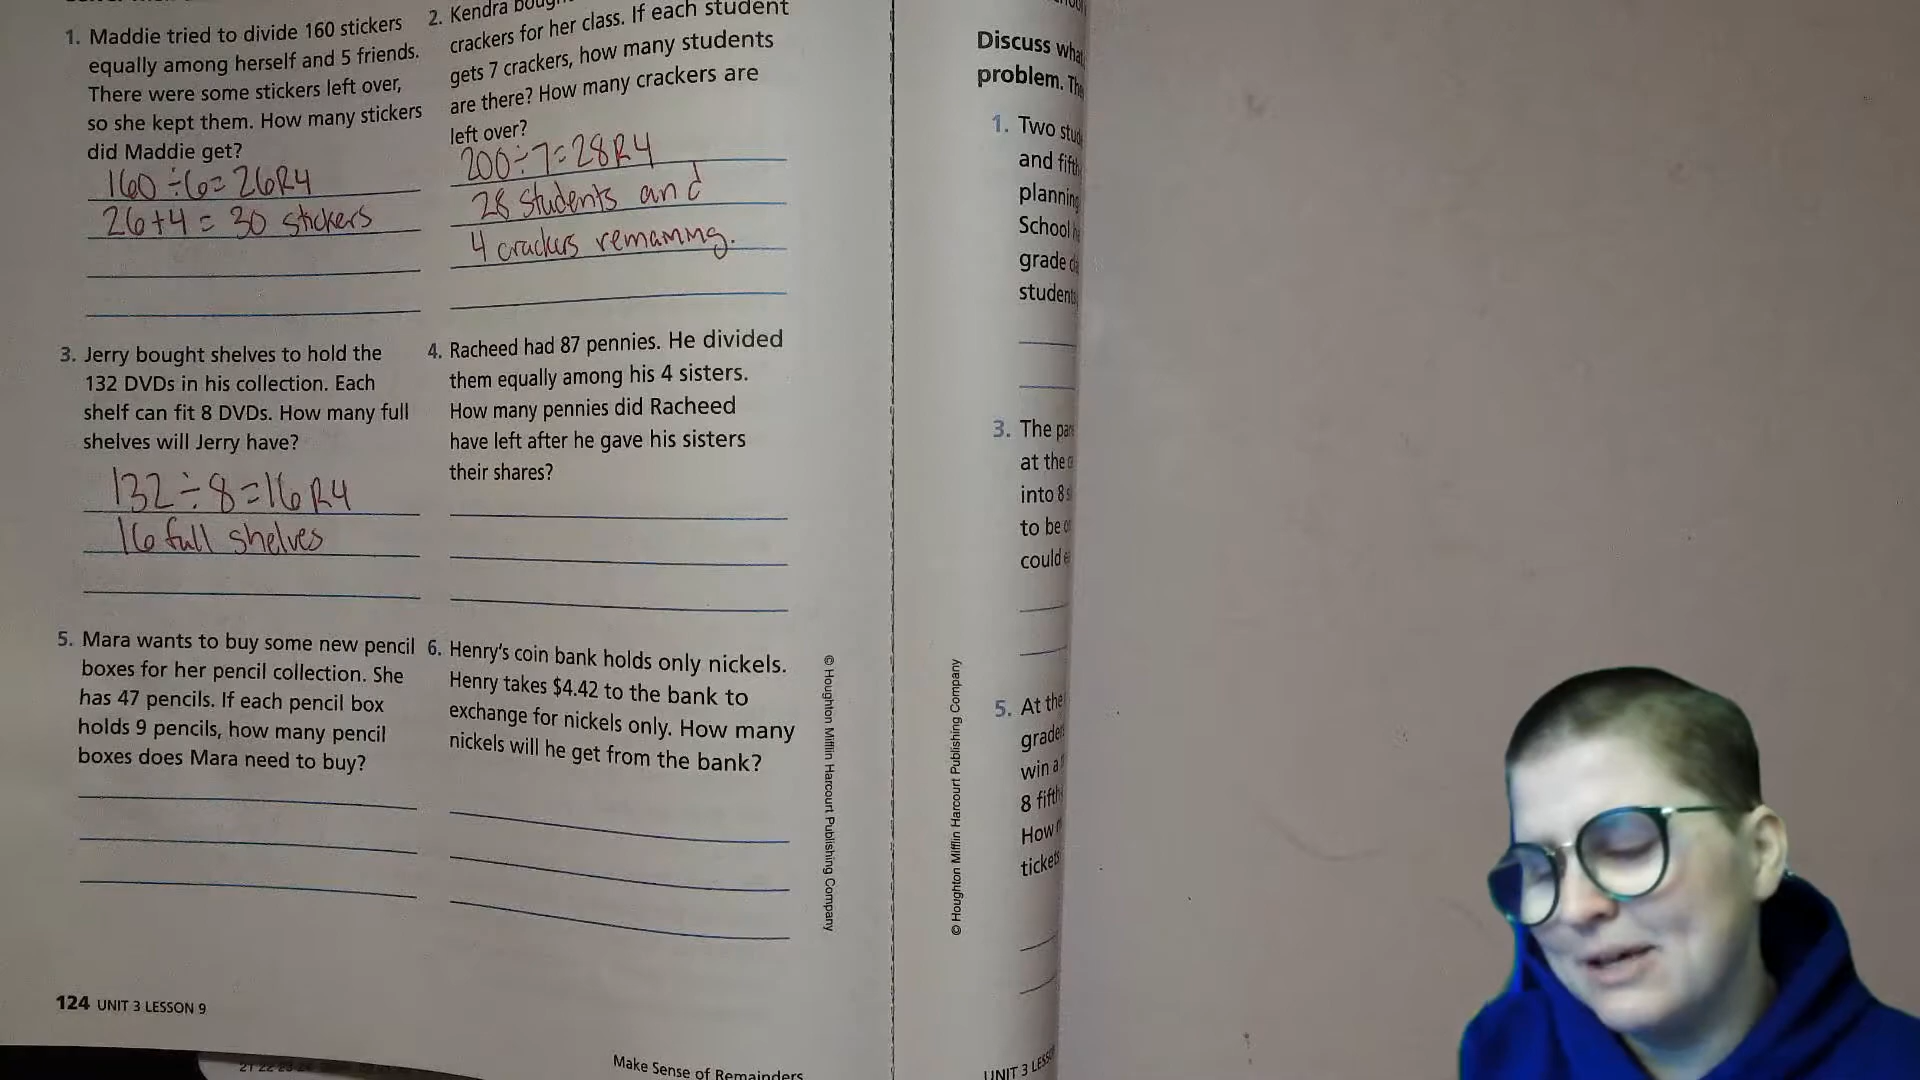 1. Maddie tried to divide 160 stickers
equally among herself and 5 friends.
There were some stickers left over,
so she kept them. How many stickers
did Maddie get?
160 ÷ 6 = 26R4
26 + 4 = 30 stickers
2. Kendra
crackers for her class. If each student
gets 7 crackers, how many students
are there? How many crackers are
left over?
200 ÷ 7 = 28R4
28 students and
4 crackers remaining.
3. Jerry bought shelves to hold the
132 DVDs in his collection. Each
shelf can fit 8 DVDs. How many full
shelves will Jerry have?
132 ÷ 8 = 16 R4
16 full shelves
4. Racheed had 87 pennies. He divided
them equally among his 4 sisters.
How many pennies did Racheed
have left after he gave his sisters
their shares?
5. Mara wants to buy some new pencil
boxes for her pencil collection. She
has 47 pencils. If each pencil box
holds 9 pencils, how many pencil
boxes does Mara need to buy?
6. Henry's coin bank holds only nickels.
Henry takes $4.42 to the bank to
exchange for nickels only. How many
nickels will he get from the bank?
© Houghton Mifflin Harcourt Publishing Company
124 UNIT 3 LESSON 9
Make Sense of Remainders
Discuss what
problem.
1. Two
and
planning
School
grade
3. The
at the
into 8
to be
could
5. At the
win a
8
How
© Houghton Mifflin Harcourt Publishing Company
UNIT 3